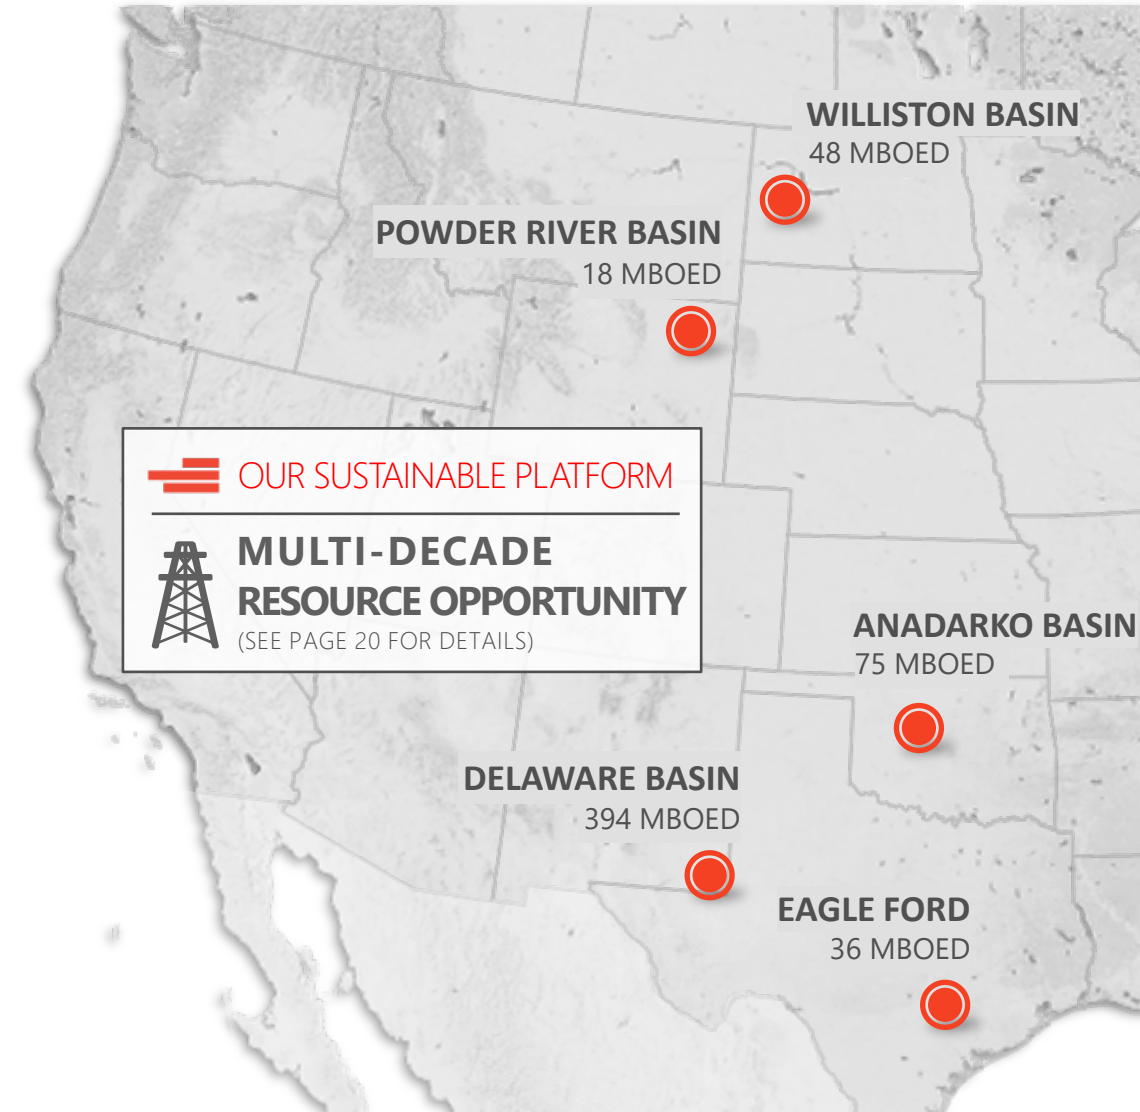 WILLISTON BASIN
48 MBOED
POWDER RIVER BASIN
18 MBOED
OUR SUSTAINABLE PLATFORM
MULTI-DECADE
RESOURCE OPPORTUNITY
(SEE PAGE 20 FOR DETAILS)
ANADARKO BASIN
75 MBOED
DELAWARE BASIN
394 MBOED
EAGLE FORD
36 MBOED